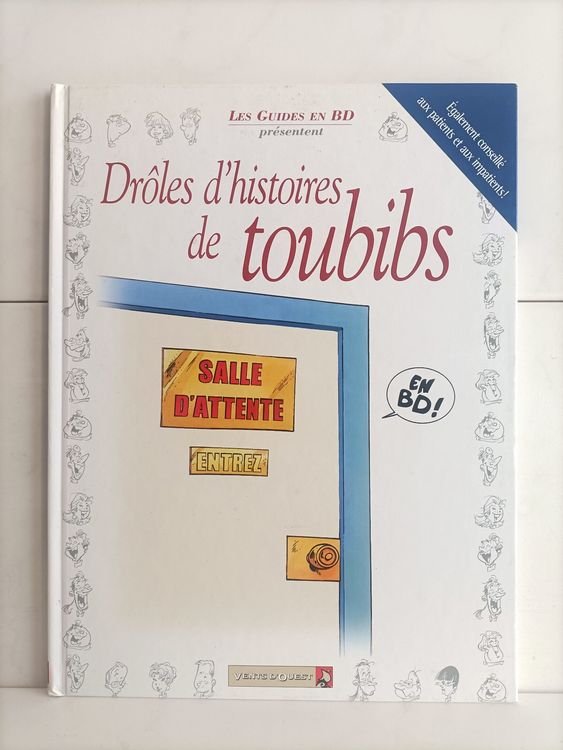 LES GUIDES EN BD
présentent
Également conseillé
aux patients et aux impatients!
Drôles d'histoires
de toubibs
SALLE
D'ATTENTE
ENTREZ
EN
BD!
VENTS D'OUEST